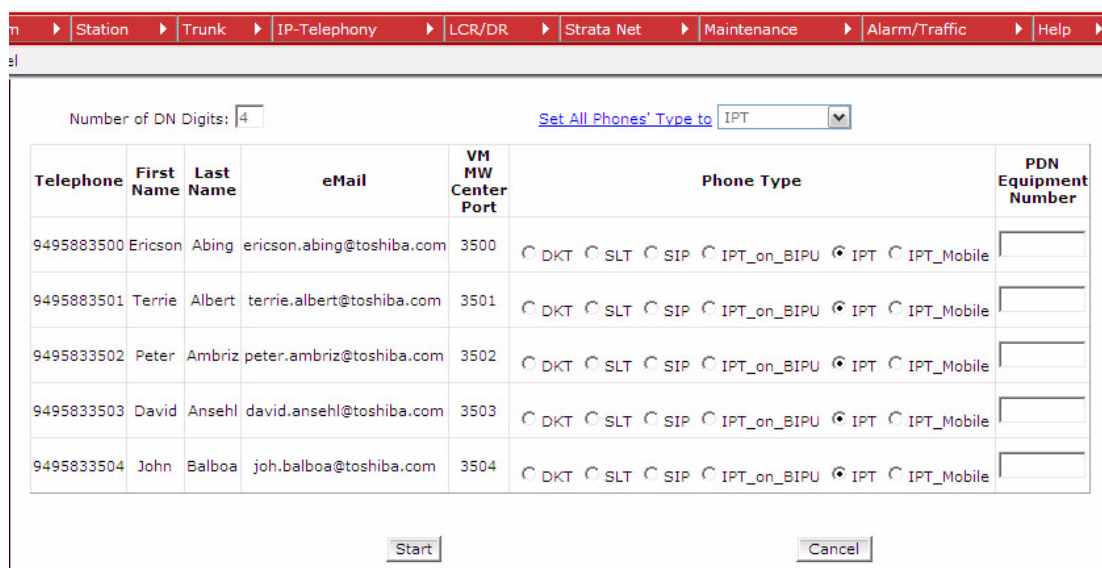 m Station Trunk IP-Telephony LCR/DR Strata Net Maintenance Alarm/Traffic Help
el
Number of DN Digits: 4 Set All Phones' Type to IPT
Telephone First Name Last Name eMail VM MW Center Port Phone Type PDN Equipment Number
9495883500 Ericson Abing ericson.abing@toshiba.com 3500 DKT SLT SIP IPT_on_BIPU IPT IPT_Mobile
9495883501 Terrie Albert terrie.albert@toshiba.com 3501 DKT SLT SIP IPT_on_BIPU IPT IPT_Mobile
9495833502 Peter Ambriz peter.ambriz@toshiba.com 3502 DKT SLT SIP IPT_on_BIPU IPT IPT_Mobile
9495833503 David Ansehl david.ansehl@toshiba.com 3503 DKT SLT SIP IPT_on_BIPU IPT IPT_Mobile
9495833504 John Balboa joh.balboa@toshiba.com 3504 DKT SLT SIP IPT_on_BIPU IPT IPT_Mobile
Start Cancel